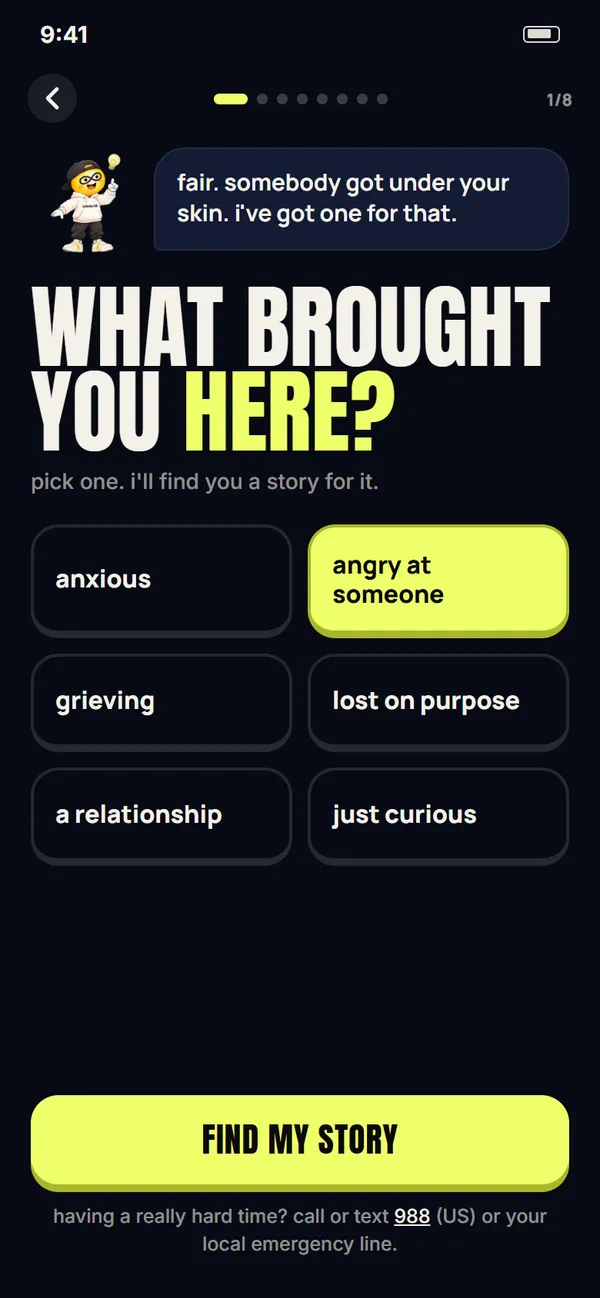 9:41
1/8
fair. somebody got under your
skin. i've got one for that.
WHAT BROUGHT
YOU HERE?
pick one. i'll find you a story for it.
anxious
angry at
someone
grieving
lost on purpose
a relationship
just curious
FIND MY STORY
having a really hard time? call or text 988 (US) or your
local emergency line.